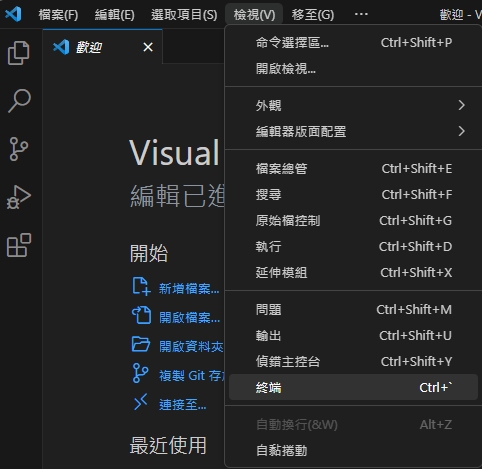 檔案(F) 編輯(E) 選取項目(S) 檢視(V) 移至(G) ··· 歡迎 - V
歡迎
命令選擇區... Ctrl+Shift+P
開啟檢視...
外觀
編輯器版面配置
檔案總管 Ctrl+Shift+E
搜尋 Ctrl+Shift+F
原始檔控制 Ctrl+Shift+G
執行 Ctrl+Shift+D
延伸模組 Ctrl+Shift+X
問題 Ctrl+Shift+M
輸出 Ctrl+Shift+U
偵錯主控台 Ctrl+Shift+Y
終端 Ctrl+`
自動換行(&W) Alt+Z
自黏捲動
Visual
編輯已進
開始
新增檔案...
開啟檔案...
開啟資料夾
複製 Git 存
連接至...
最近使用